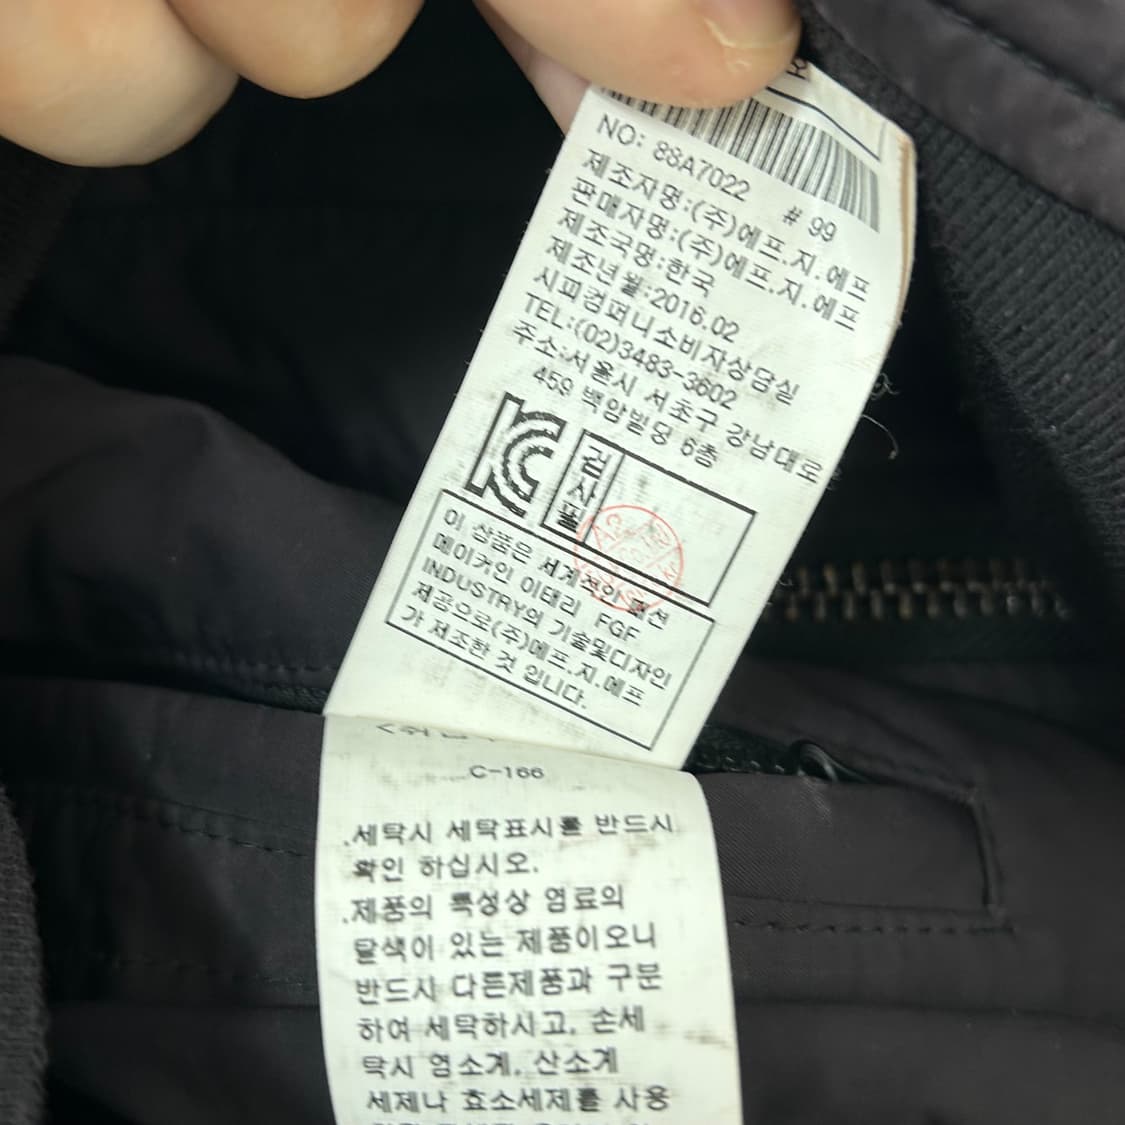 NO: 88A7022 # 99
제조자명:(주)에프.지.에프
판매자명:(주)에프.지.에프
제조국명:한국
제조년월:2016.02
시피컴퍼니소비자상담실
TEL:(02)3483-3602
주소:서울시 서초구 강남대로
459 백암빌딩 6층
검사필
이 상품은 세계적인 패션
메이커인 이태리 FGF
INDUSTRY의 기술및디자인
제공으로(주)에프.지.에프
가 제조한 것 입니다.
C-166
.세탁시 세탁표시를 반드시
확인 하십시오.
.제품의 특성상 염료의
탈색이 있는 제품이오니
반드시 다른제품과 구분
하여 세탁하시고, 손세
탁시 염소계, 산소계
세제나 효소세제를 사용